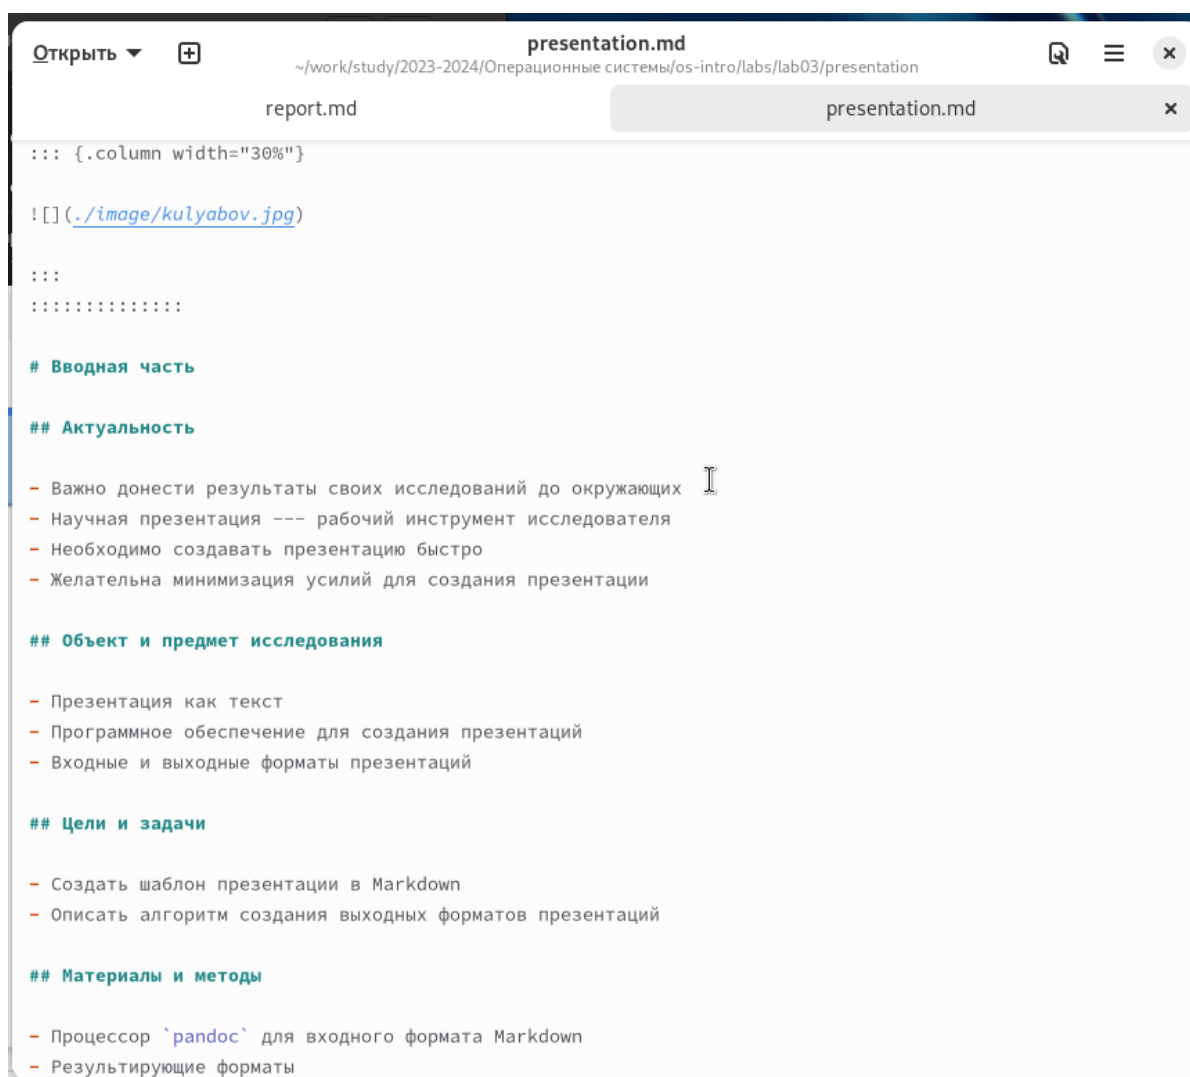 Открыть
presentation.md
~/work/study/2023-2024/Операционные системы/os-intro/labs/lab03/presentation
report.md
presentation.md
::: {.column width="30%"}
![](./image/kulyabov.jpg)
:::
::::::::::::::
# Вводная часть
## Актуальность
- Важно донести результаты своих исследований до окружающих
- Научная презентация --- рабочий инструмент исследователя
- Необходимо создавать презентацию быстро
- Желательна минимизация усилий для создания презентации
## Объект и предмет исследования
- Презентация как текст
- Программное обеспечение для создания презентаций
- Входные и выходные форматы презентаций
## Цели и задачи
- Создать шаблон презентации в Markdown
- Описать алгоритм создания выходных форматов презентаций
## Материалы и методы
- Процессор `pandoc` для входного формата Markdown
- Результирующие форматы